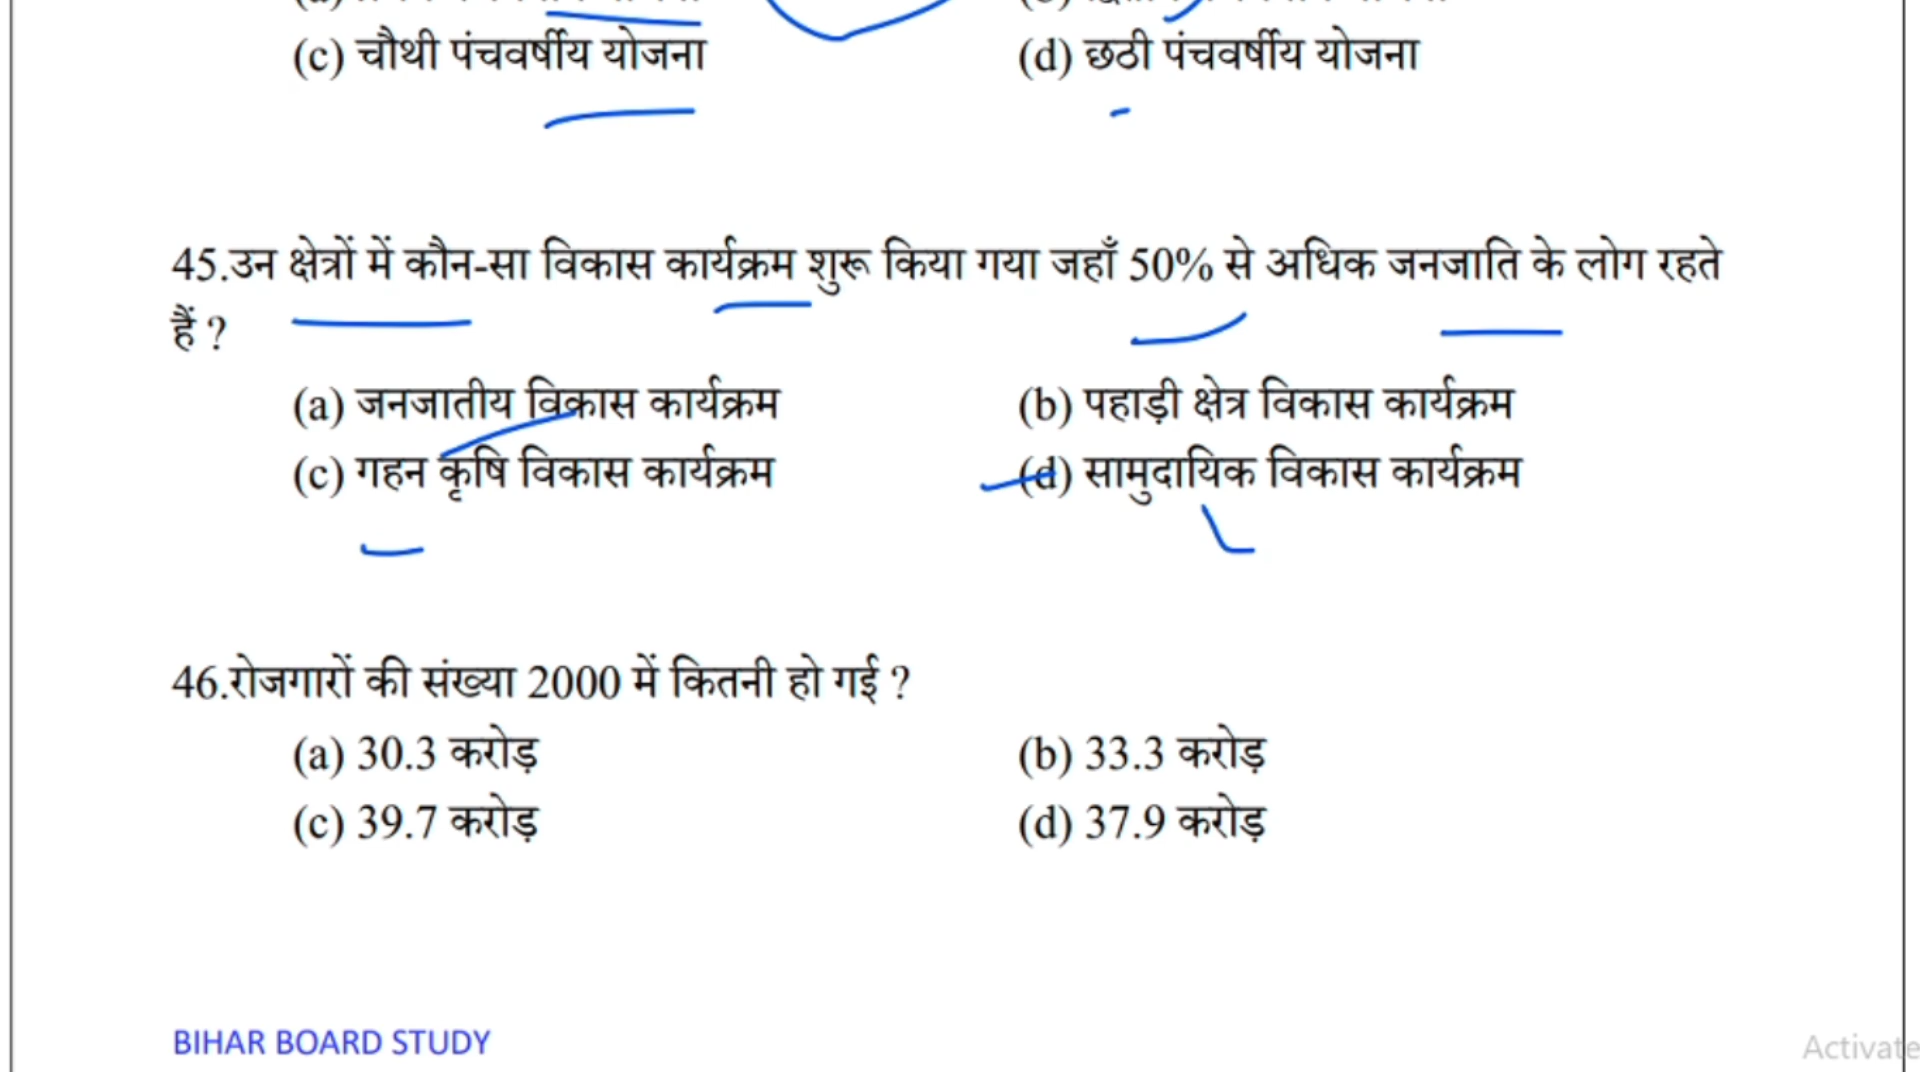 (c) चौथी पंचवर्षीय योजना (d) छठी पंचवर्षीय योजना
45.उन क्षेत्रों में कौन-सा विकास कार्यक्रम शुरू किया गया जहाँ 50% से अधिक जनजाति के लोग रहते
हैं ?
(a) जनजातीय विकास कार्यक्रम (b) पहाड़ी क्षेत्र विकास कार्यक्रम
(c) गहन कृषि विकास कार्यक्रम (d) सामुदायिक विकास कार्यक्रम
46.रोजगारों की संख्या 2000 में कितनी हो गई ?
(a) 30.3 करोड़ (b) 33.3 करोड़
(c) 39.7 करोड़ (d) 37.9 करोड़
BIHAR BOARD STUDY
Activate